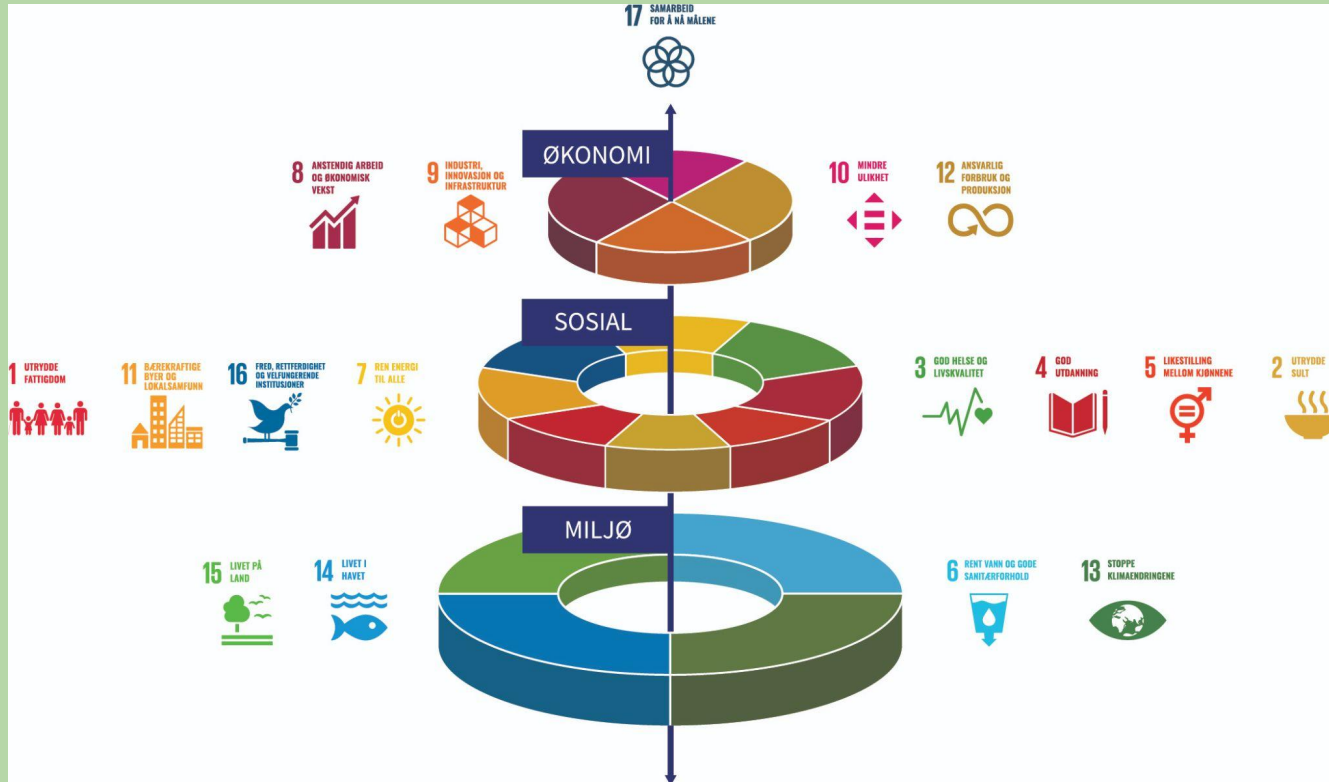 17 SAMARBEID
FOR Å NÅ MÅLENE
ØKONOMI
8 ANSTENDIG ARBEID
OG ØKONOMISK
VEKST
9 INDUSTRI,
INNOVASJON OG
INFRASTRUKTUR
10 MINDRE
ULIKHET
12 ANSVARLIG
FORBRUK OG
PRODUKSJON
SOSIAL
1 UTRYDDE
FATTIGDOM
11 BÆREKRAFTIGE
BYER OG
LOKALSAMFUNN
16 FRED, RETTFERDIGHET
OG VELFUNGERENDE
INSTITUSJONER
7 REN ENERGI
TIL ALLE
3 GOD HELSE OG
LIVSKVALITET
4 GOD
UTDANNING
5 LIKESTILLING
MELLOM KJØNNENE
2 UTRYDDE
SULT
MILJØ
15 LIVET PÅ
LAND
14 LIVET I
HAVET
6 RENT VANN OG GODE
SANITÆRFORHOLD
13 STOPPE
KLIMAENDRINGENE